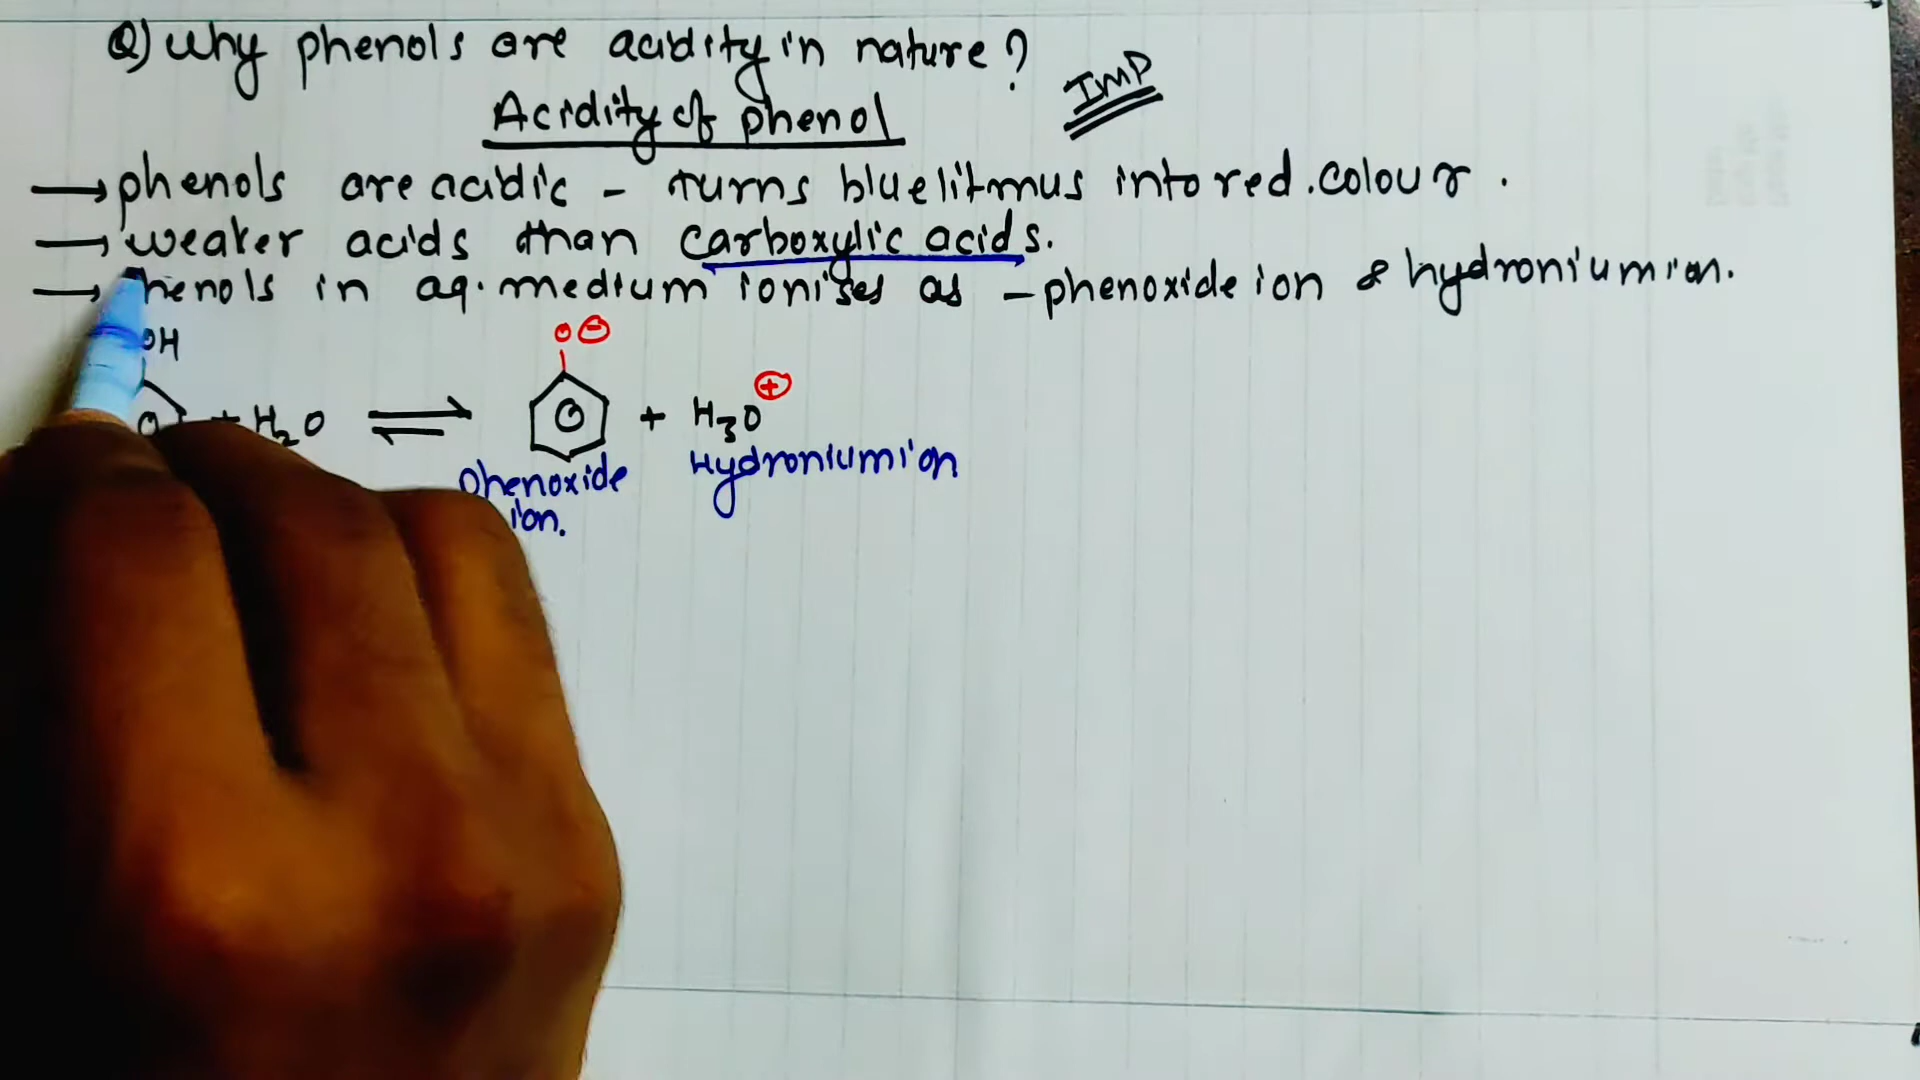 Q) Why phenols are acidity in nature?
IMP
Acidity of phenol
→ phenols are acidic - turns blue litmus into red. colour.
→ weaker acids than carboxylic acids.
→ phenols in aq. medium ionises as - phenoxide ion & hydronium ion.
OH
O⊖
+ H₂O ⇌ + H₃O⊕
phenoxide ion.
Hydronium ion